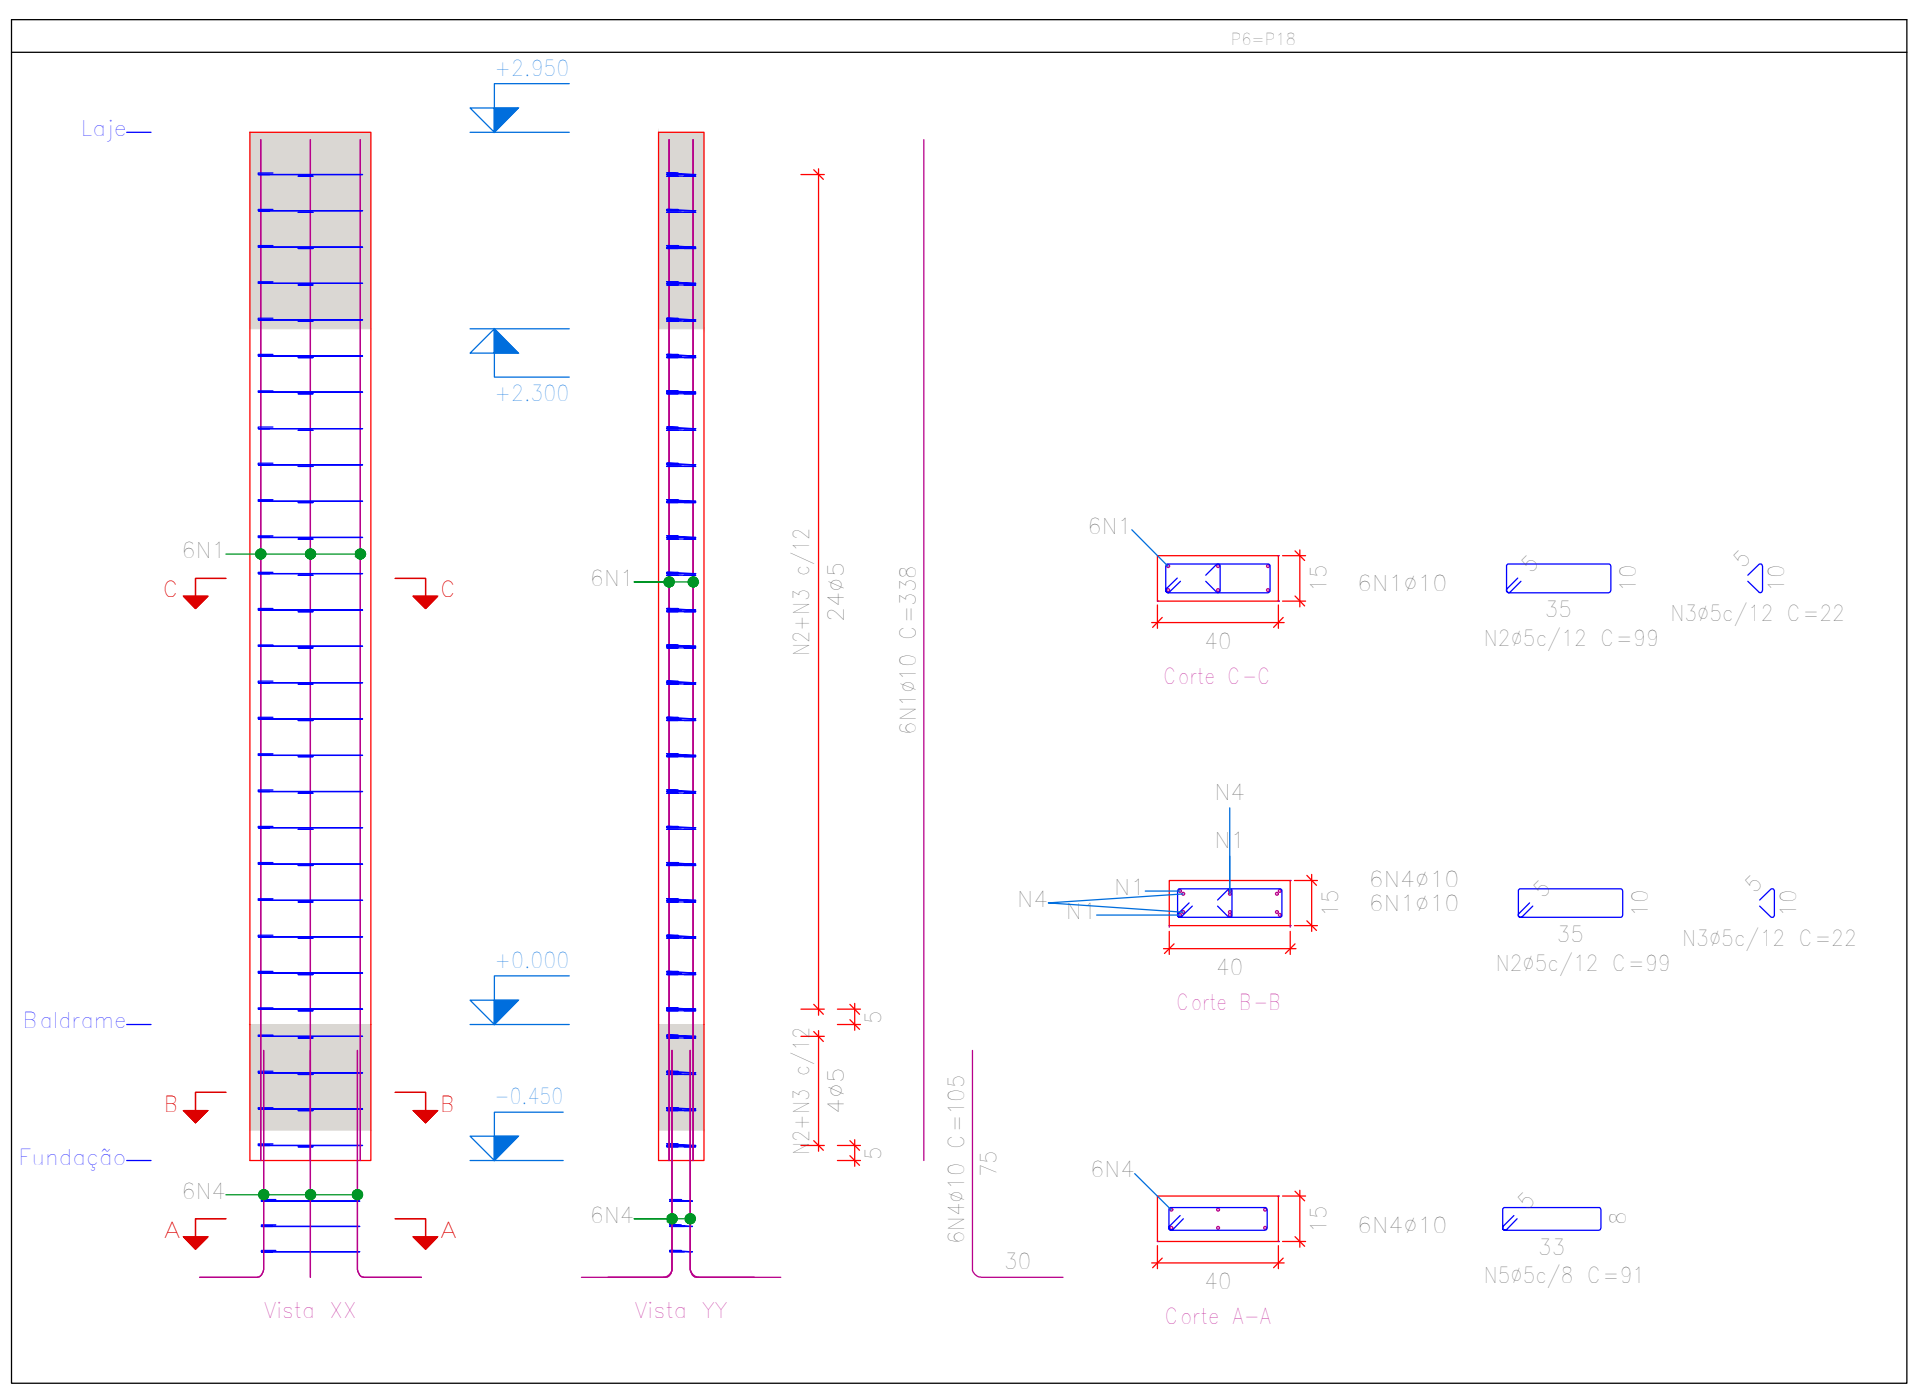 P6=P18
+2.950
Laje
+2.300
6N1
C
C
6N1
N2+N3 c/12
24ø5
6N1ø10 C=338
6N1
40
15
Corte C-C
6N1ø10
5
10
35
N2ø5c/12 C=99
5
10
N3ø5c/12 C=22
N4
N1
N1
N4
N1
40
15
Corte B-B
6N4ø10
6N1ø10
5
10
35
N2ø5c/12 C=99
5
10
N3ø5c/12 C=22
+0.000
Baldrame
5
N2+N3 c/12
4ø5
B
B
-0.450
5
Fundação
6N4
A
A
6N4
6N4ø10 C=105
75
30
6N4
40
15
Corte A-A
6N4ø10
5
8
33
N5ø5c/8 C=91
Vista XX
Vista YY